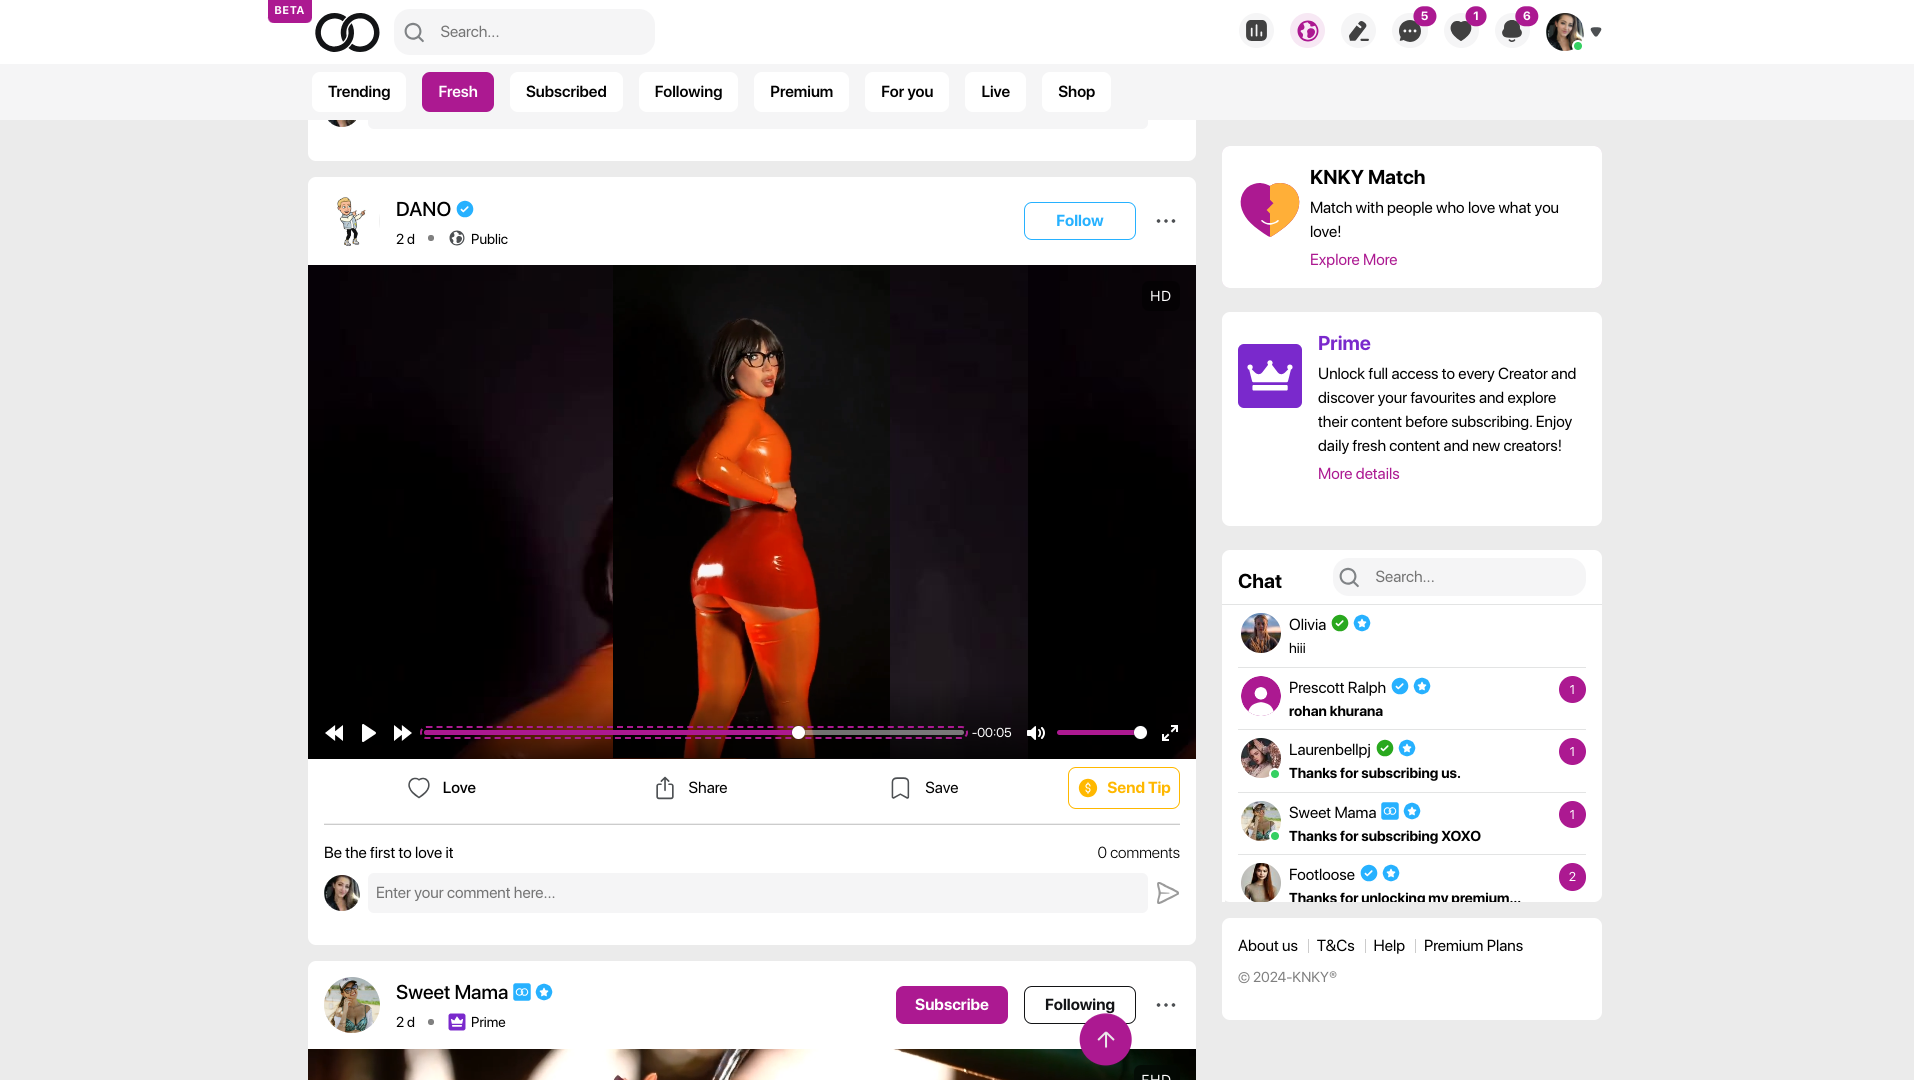 BETA
Search...
5
1
6
Trending
Fresh
Subscribed
Following
Premium
For you
Live
Shop
DANO
2 d
Public
Follow
HD
-00:05
Love
Share
Save
Send Tip
Be the first to love it
0 comments
Enter your comment here...
Sweet Mama
2 d
Prime
Subscribe
Following
KNKY Match
Match with people who love what you
love!
Explore More
Prime
Unlock full access to every Creator and
discover your favourites and explore
their content before subscribing. Enjoy
daily fresh content and new creators!
More details
Chat
Search...
Olivia
hiii
Prescott Ralph
rohan khurana
1
Laurenbellpj
Thanks for subscribing us.
1
Sweet Mama
Thanks for subscribing XOXO
1
Footloose
Thanks for unlocking my premium...
2
About us
T&Cs
Help
Premium Plans
© 2024-KNKY®